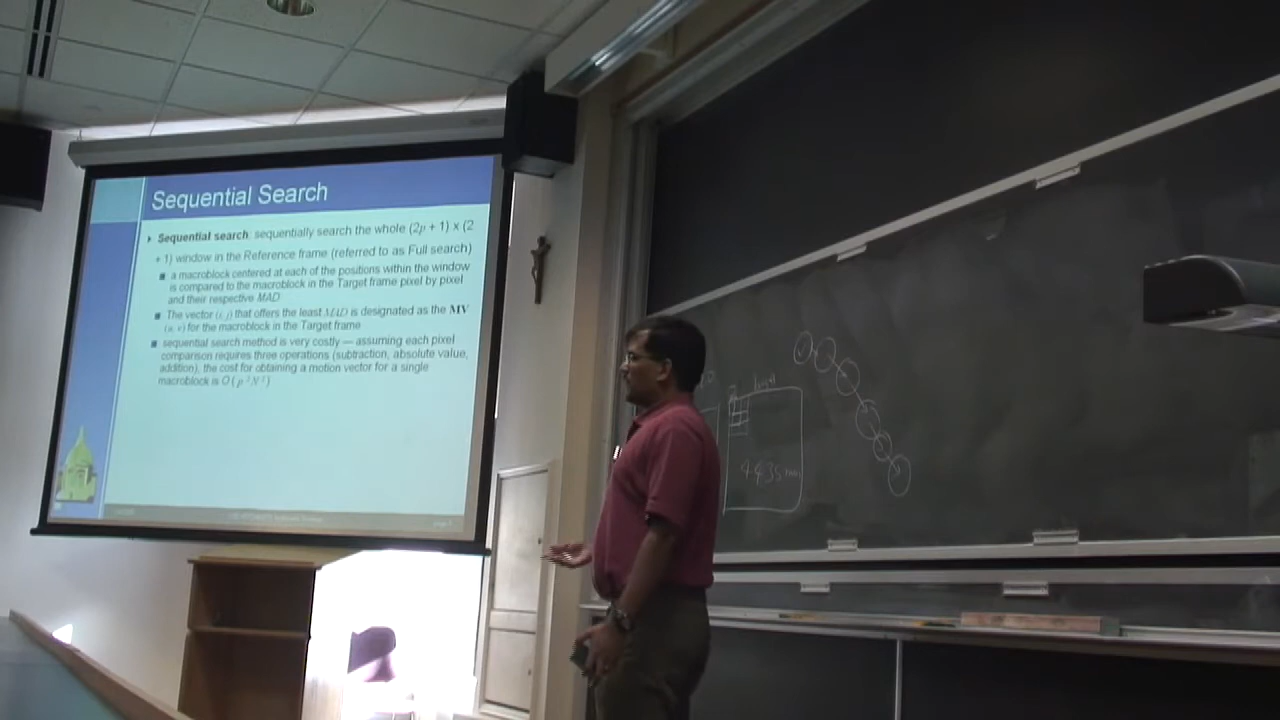 Sequential Search
Sequential search: sequentially search the whole (2p + 1) x (2
+ 1) window in the Reference frame (referred to as Full search)
a macroblock centered at each of the positions within the window
is compared to the macroblock in the Target frame pixel by pixel
and their respective MAD
The vector (i, j) that offers the least MAD is designated as the MV
(u, v) for the macroblock in the Target frame
sequential search method is very costly — assuming each pixel
comparison requires three operations (subtraction, absolute value,
addition), the cost for obtaining a motion vector for a single
macroblock is O ( p 2 N 2 )